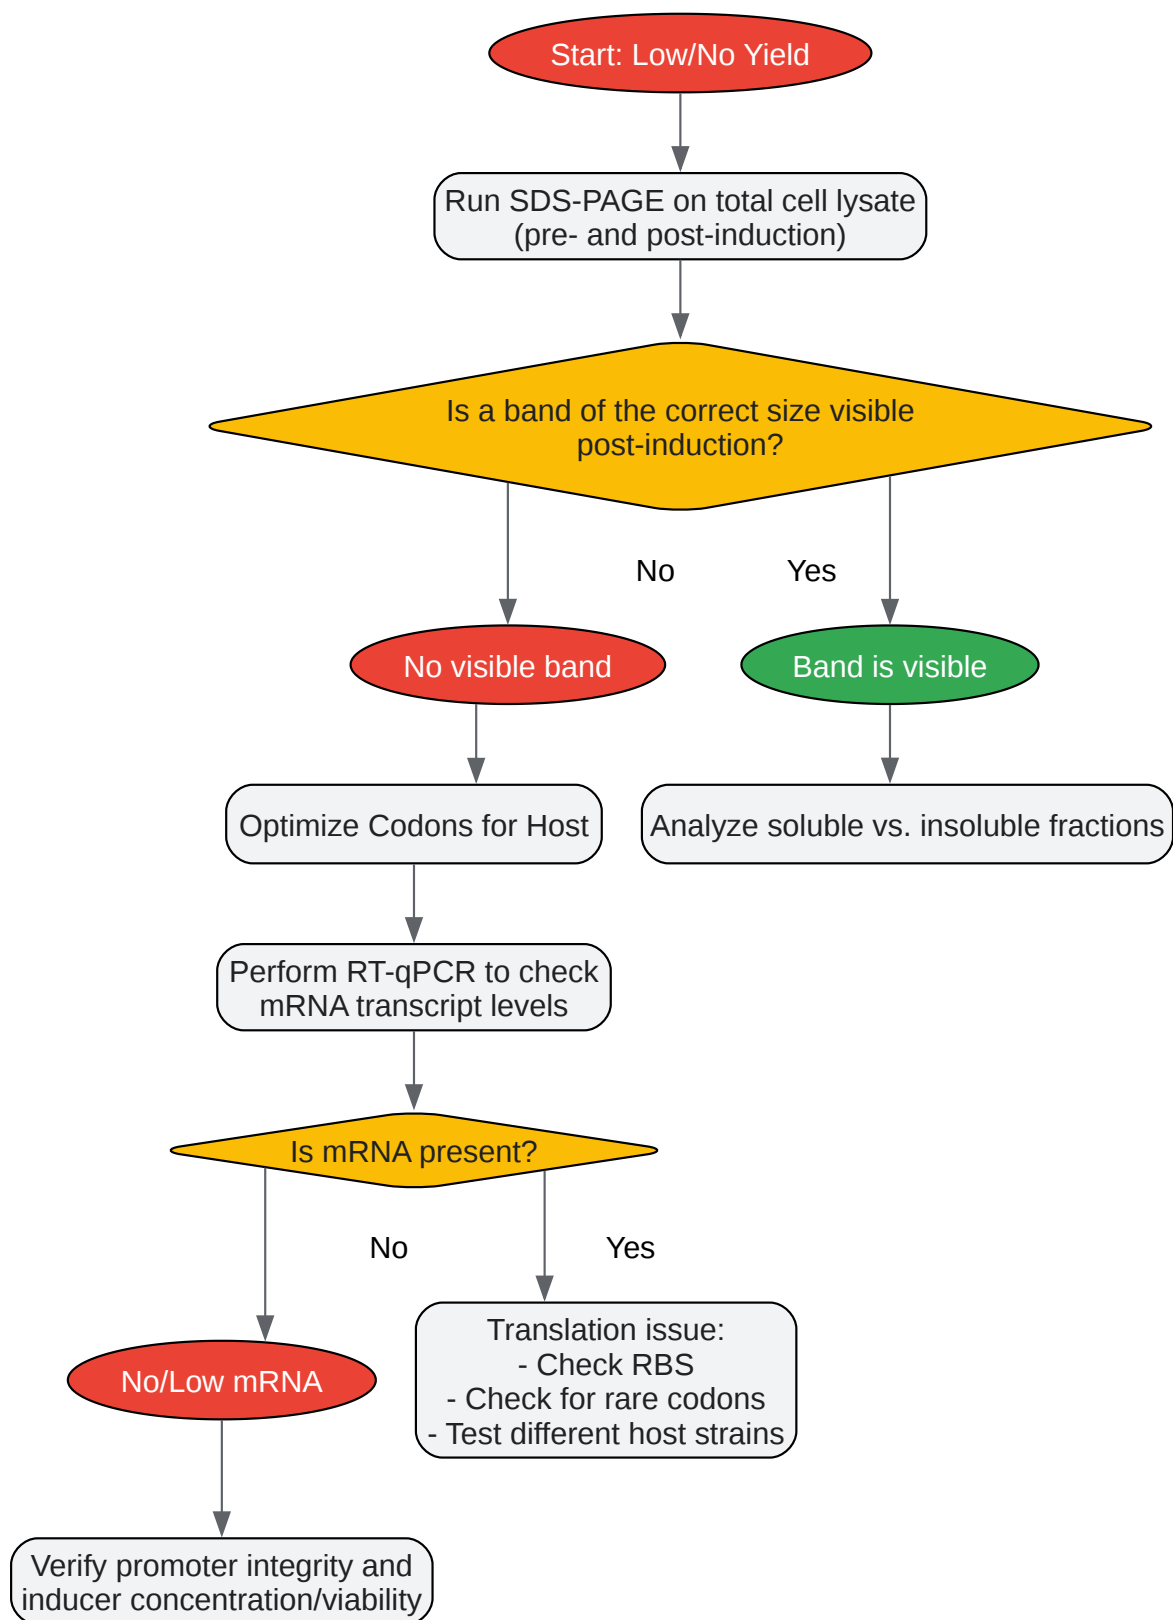 Start: Low/No Yield
Run SDS-PAGE on total cell lysate
(pre- and post-induction)
Is a band of the correct size visible
post-induction?
No
Yes
No visible band
Band is visible
Optimize Codons for Host
Analyze soluble vs. insoluble fractions
Perform RT-qPCR to check
mRNA transcript levels
Is mRNA present?
No
Yes
Translation issue:
- Check RBS
- Check for rare codons
- Test different host strains
No/Low mRNA
Verify promoter integrity and
inducer concentration/viability